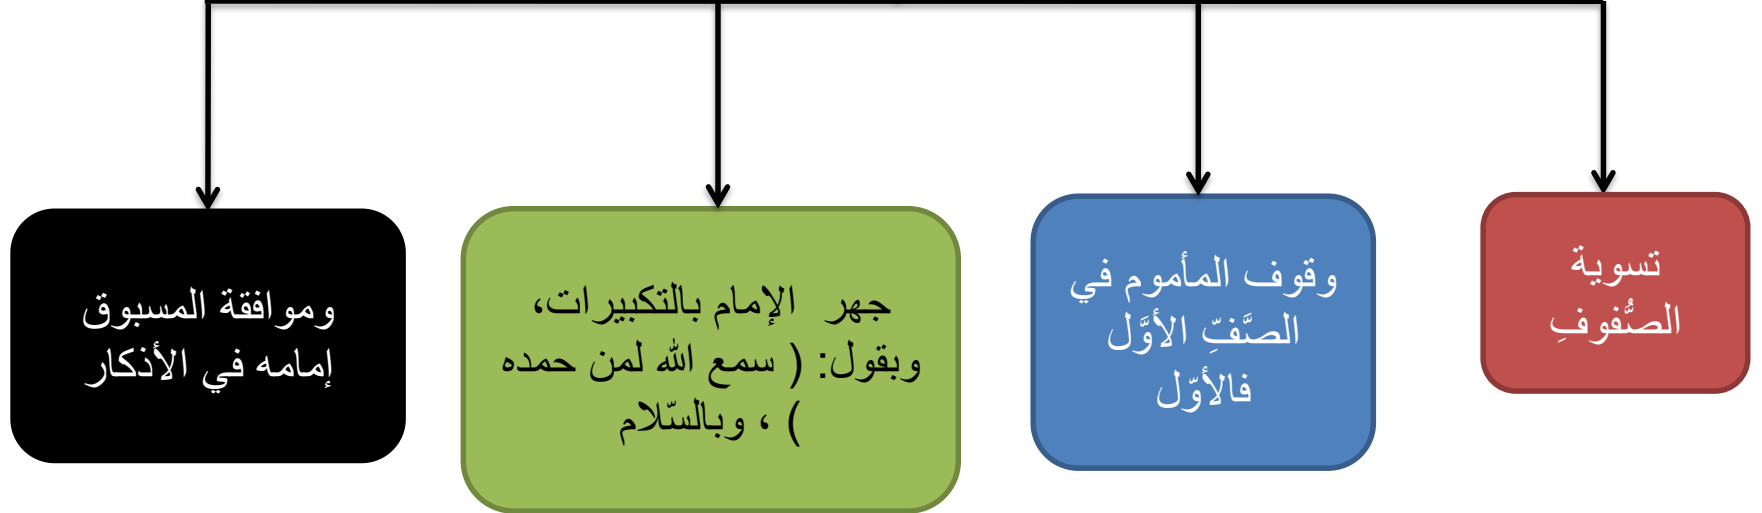 تسوية
الصُّفوفِ
وقوف المأموم في
الصَّفِّ الأوَّل
فالأوّل
جهر الإمام بالتكبيرات،
وبقول: ( سمع الله لمن حمده
) ، وبالسّلام
وموافقة المسبوق
إمامه في الأذكار